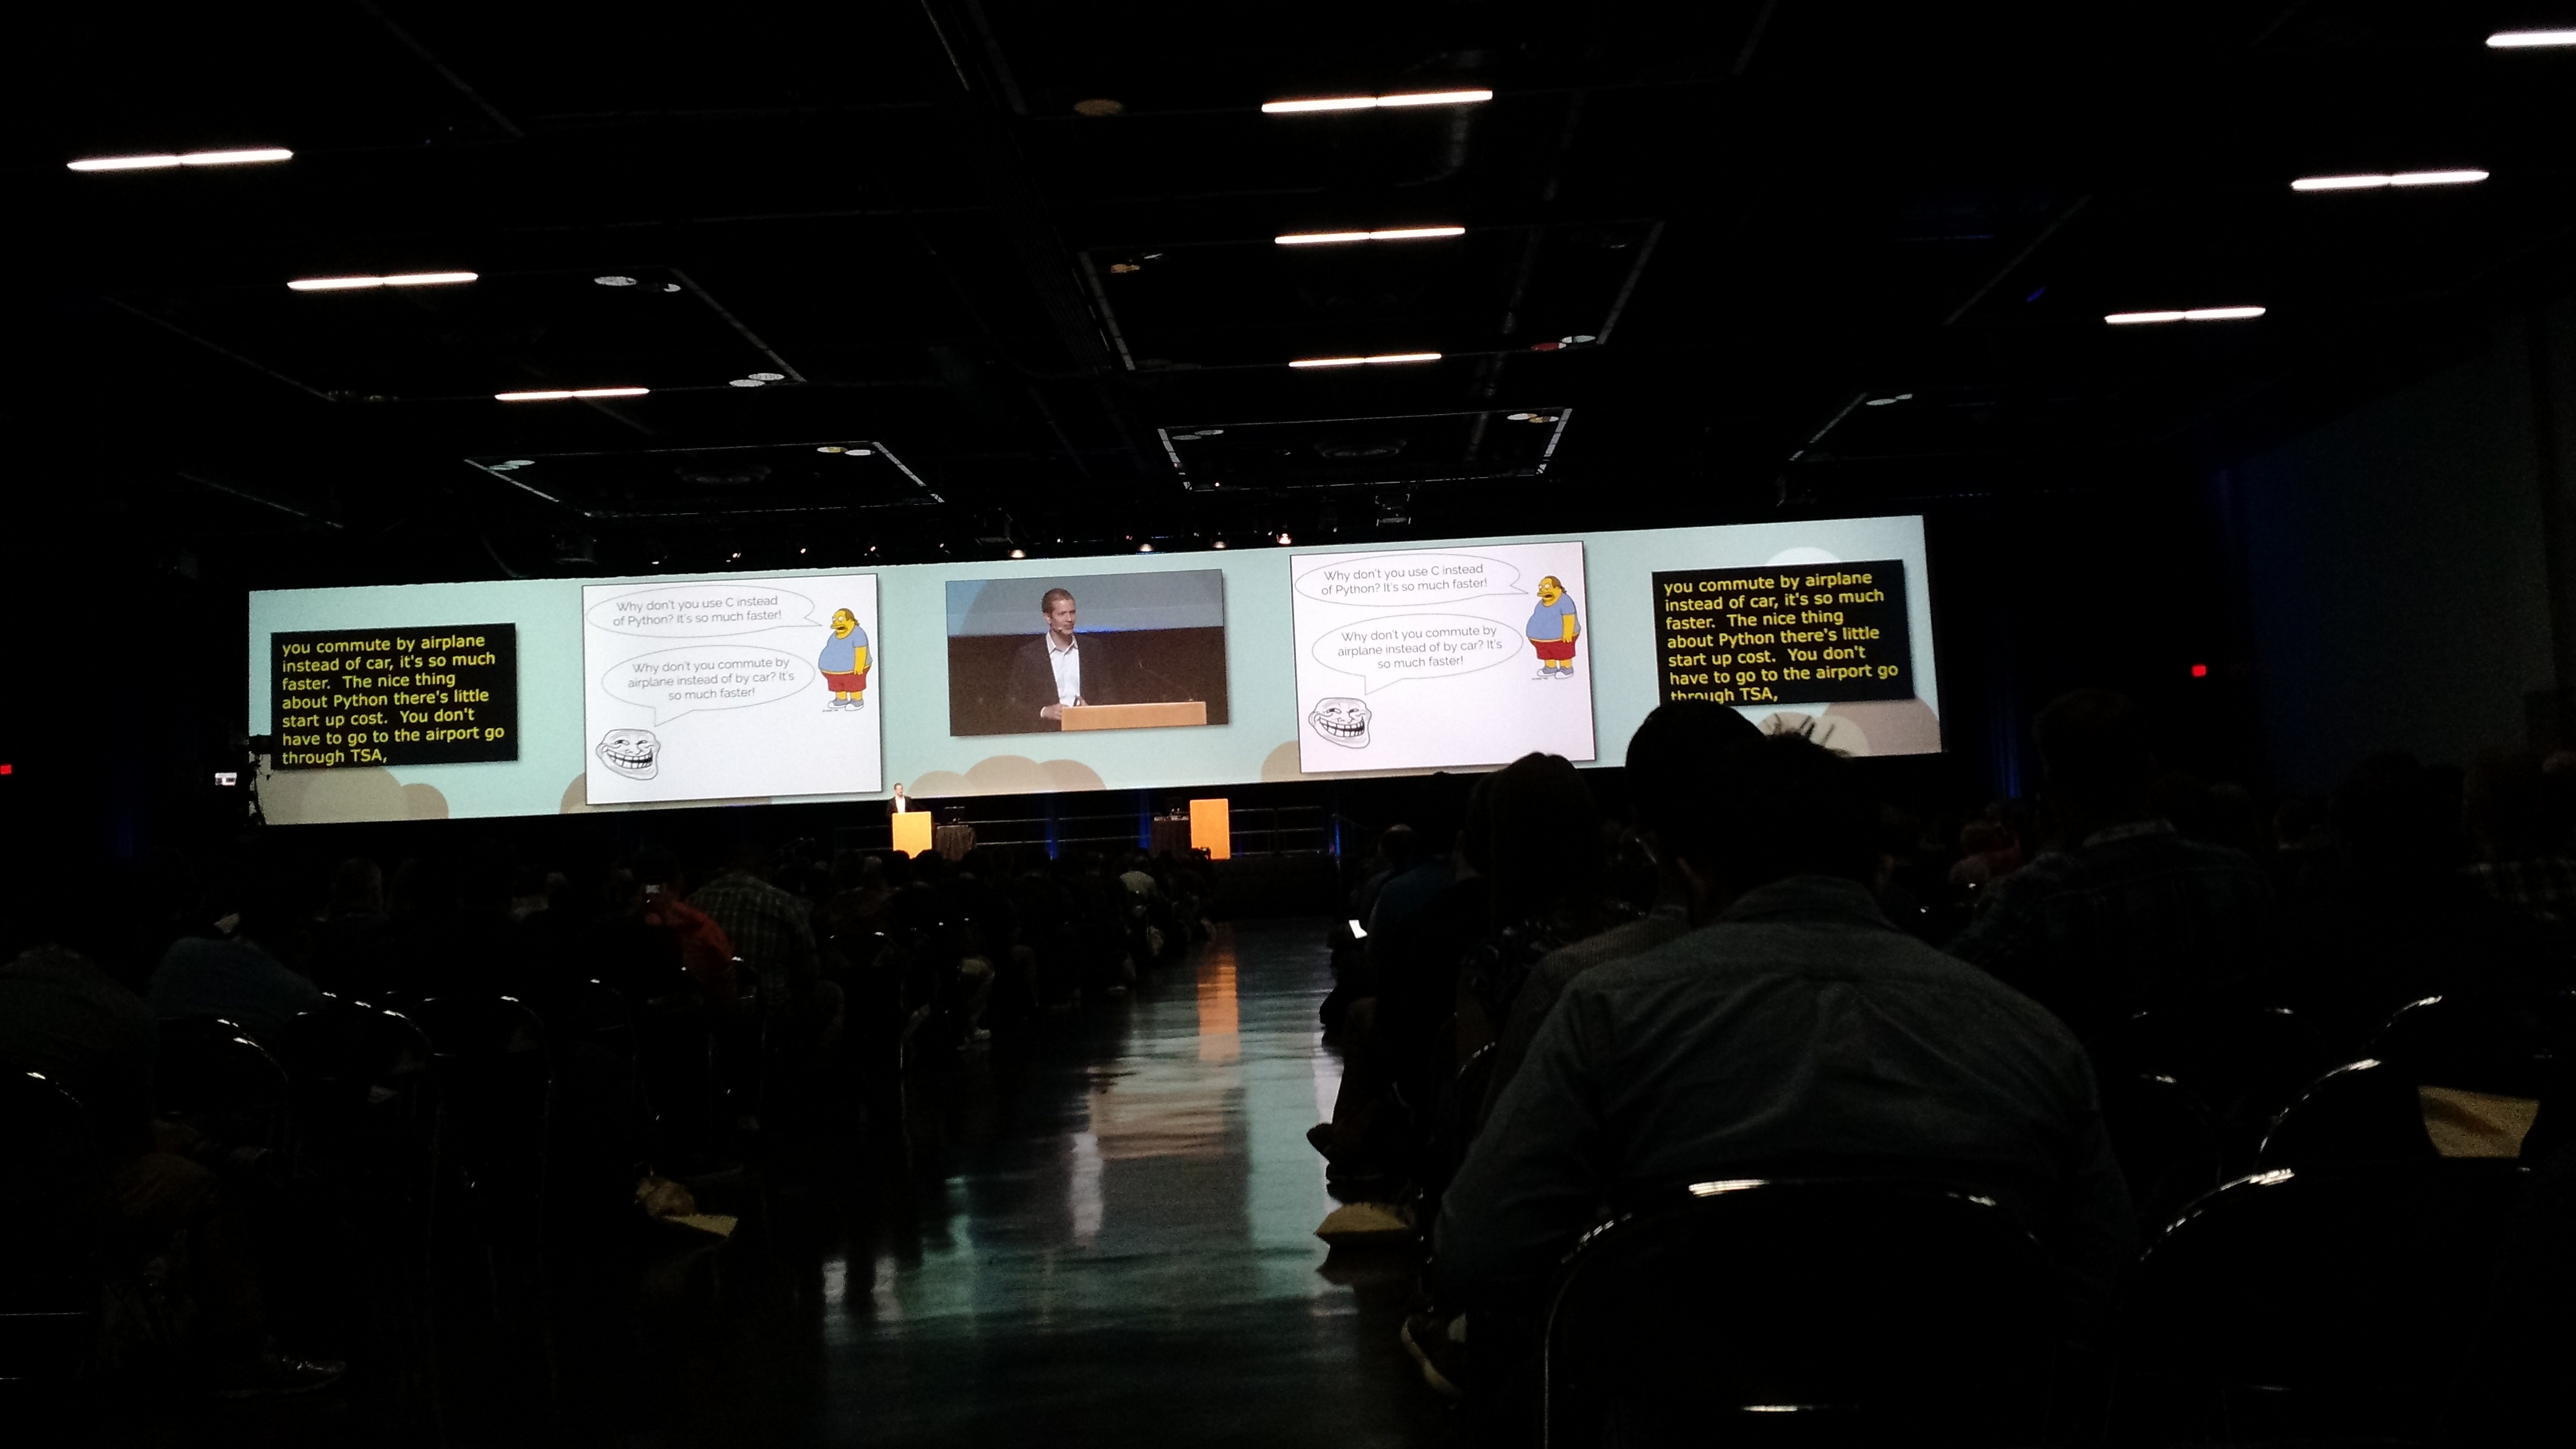 you commute by airplane
instead of car, it's so much
faster. The nice thing
about Python there's little
start up cost. You don't
have to go to the airport go
through TSA,
Why don't you use C instead
of Python? It's so much faster!
Why don't you commute by
airplane instead of by car? It's
so much faster!
Why don't you use C instead
of Python? It's so much faster!
Why don't you commute by
airplane instead of by car? It's
so much faster!
you commute by airplane
instead of car, it's so much
faster. The nice thing
about Python there's little
start up cost. You don't
have to go to the airport go
through TSA,